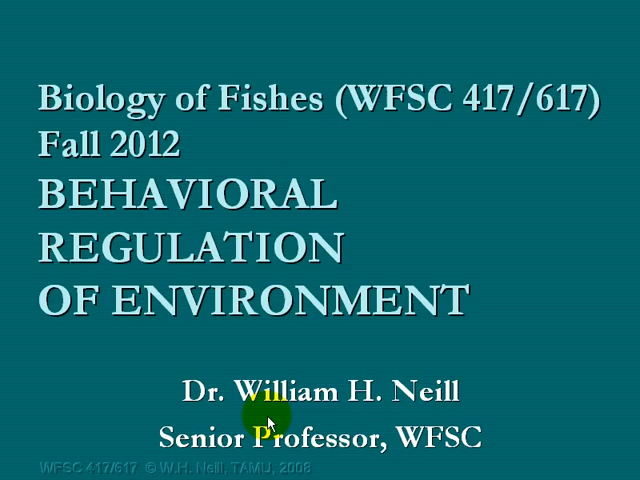 Biology of Fishes (WFSC 417/617)
Fall 2012
BEHAVIORAL
REGULATION
OF ENVIRONMENT
Dr. William H. Neill
Senior Professor, WFSC
WFSC 417/617 © W.H. Neill, TAMU, 2008